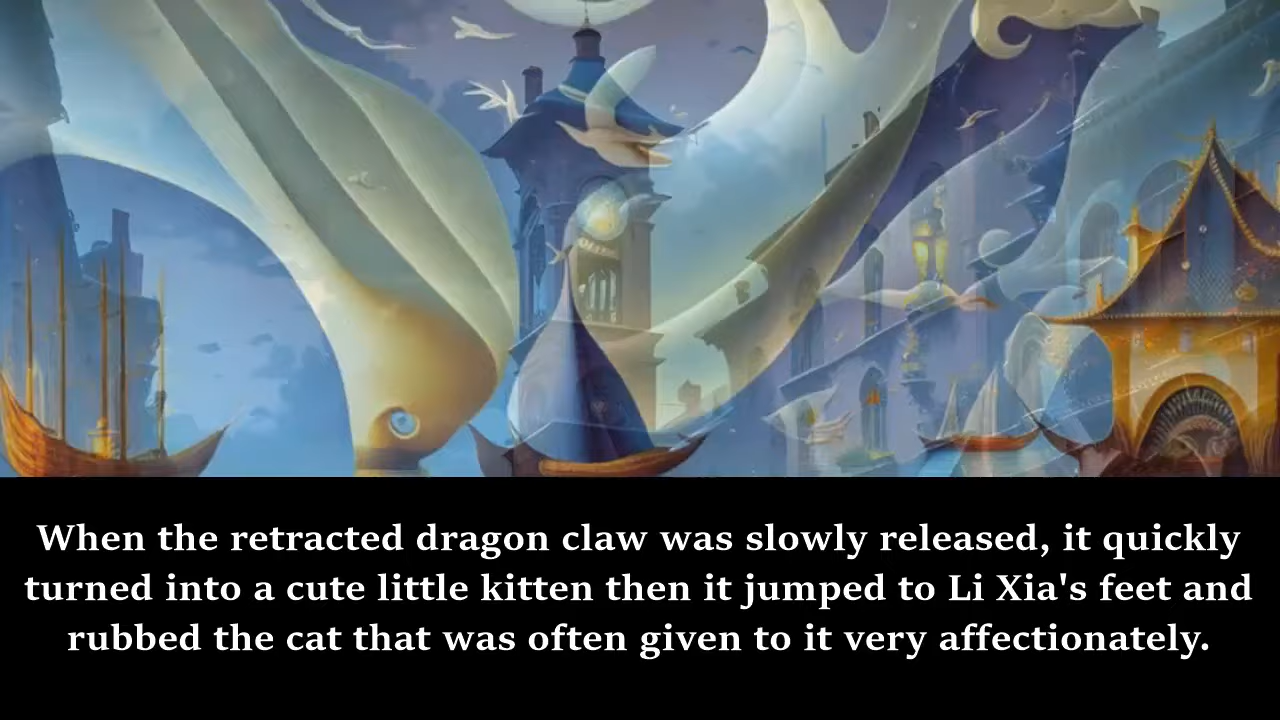 When the retracted dragon claw was slowly released, it quickly
turned into a cute little kitten then it jumped to Li Xia's feet and
rubbed the cat that was often given to it very affectionately.